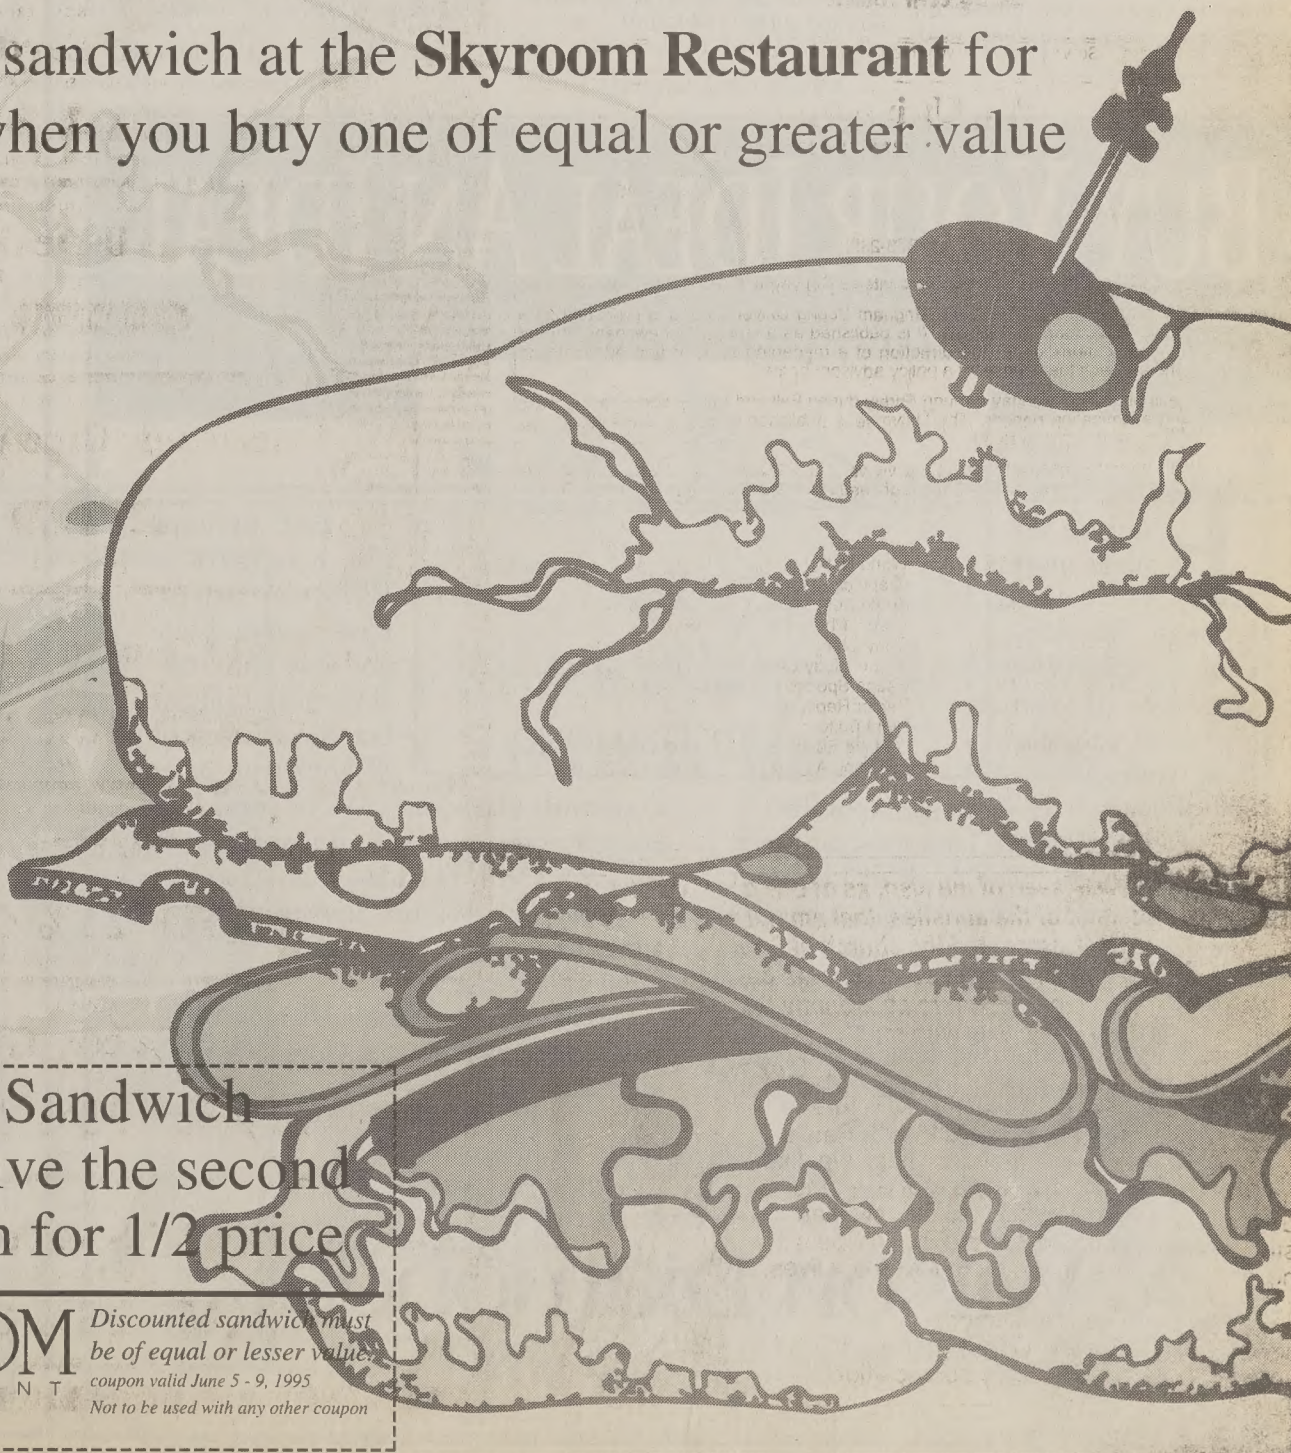 sandwich at the Skyroom Restaurant for
when you buy one of equal or greater value
Sandwich
ve the second
for 1/2 price
OM
NT
Discounted sandwich must
be of equal or lesser value.
coupon valid June 5 - 9, 1995
Not to be used with any other coupon